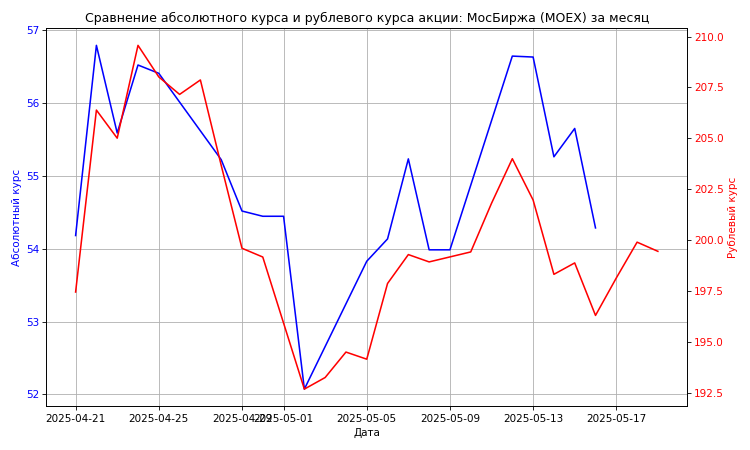 Сравнение абсолютного курса и рублевого курса акции: МосБиржа (MOEX) за месяц
57
56
55
54
53
52
Абсолютный курс
210.0
207.5
205.0
202.5
200.0
197.5
195.0
192.5
Рублевый курс
2025-04-21 2025-04-25 2025-04-29 2025-05-01 2025-05-05 2025-05-09 2025-05-13 2025-05-17
Дата